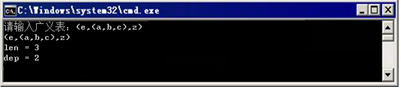 C:\Windows\system32\cmd.exe
请输入广义表：(e,(a,b,c),z)
(e,(a,b,c),z)
len = 3
dep = 2